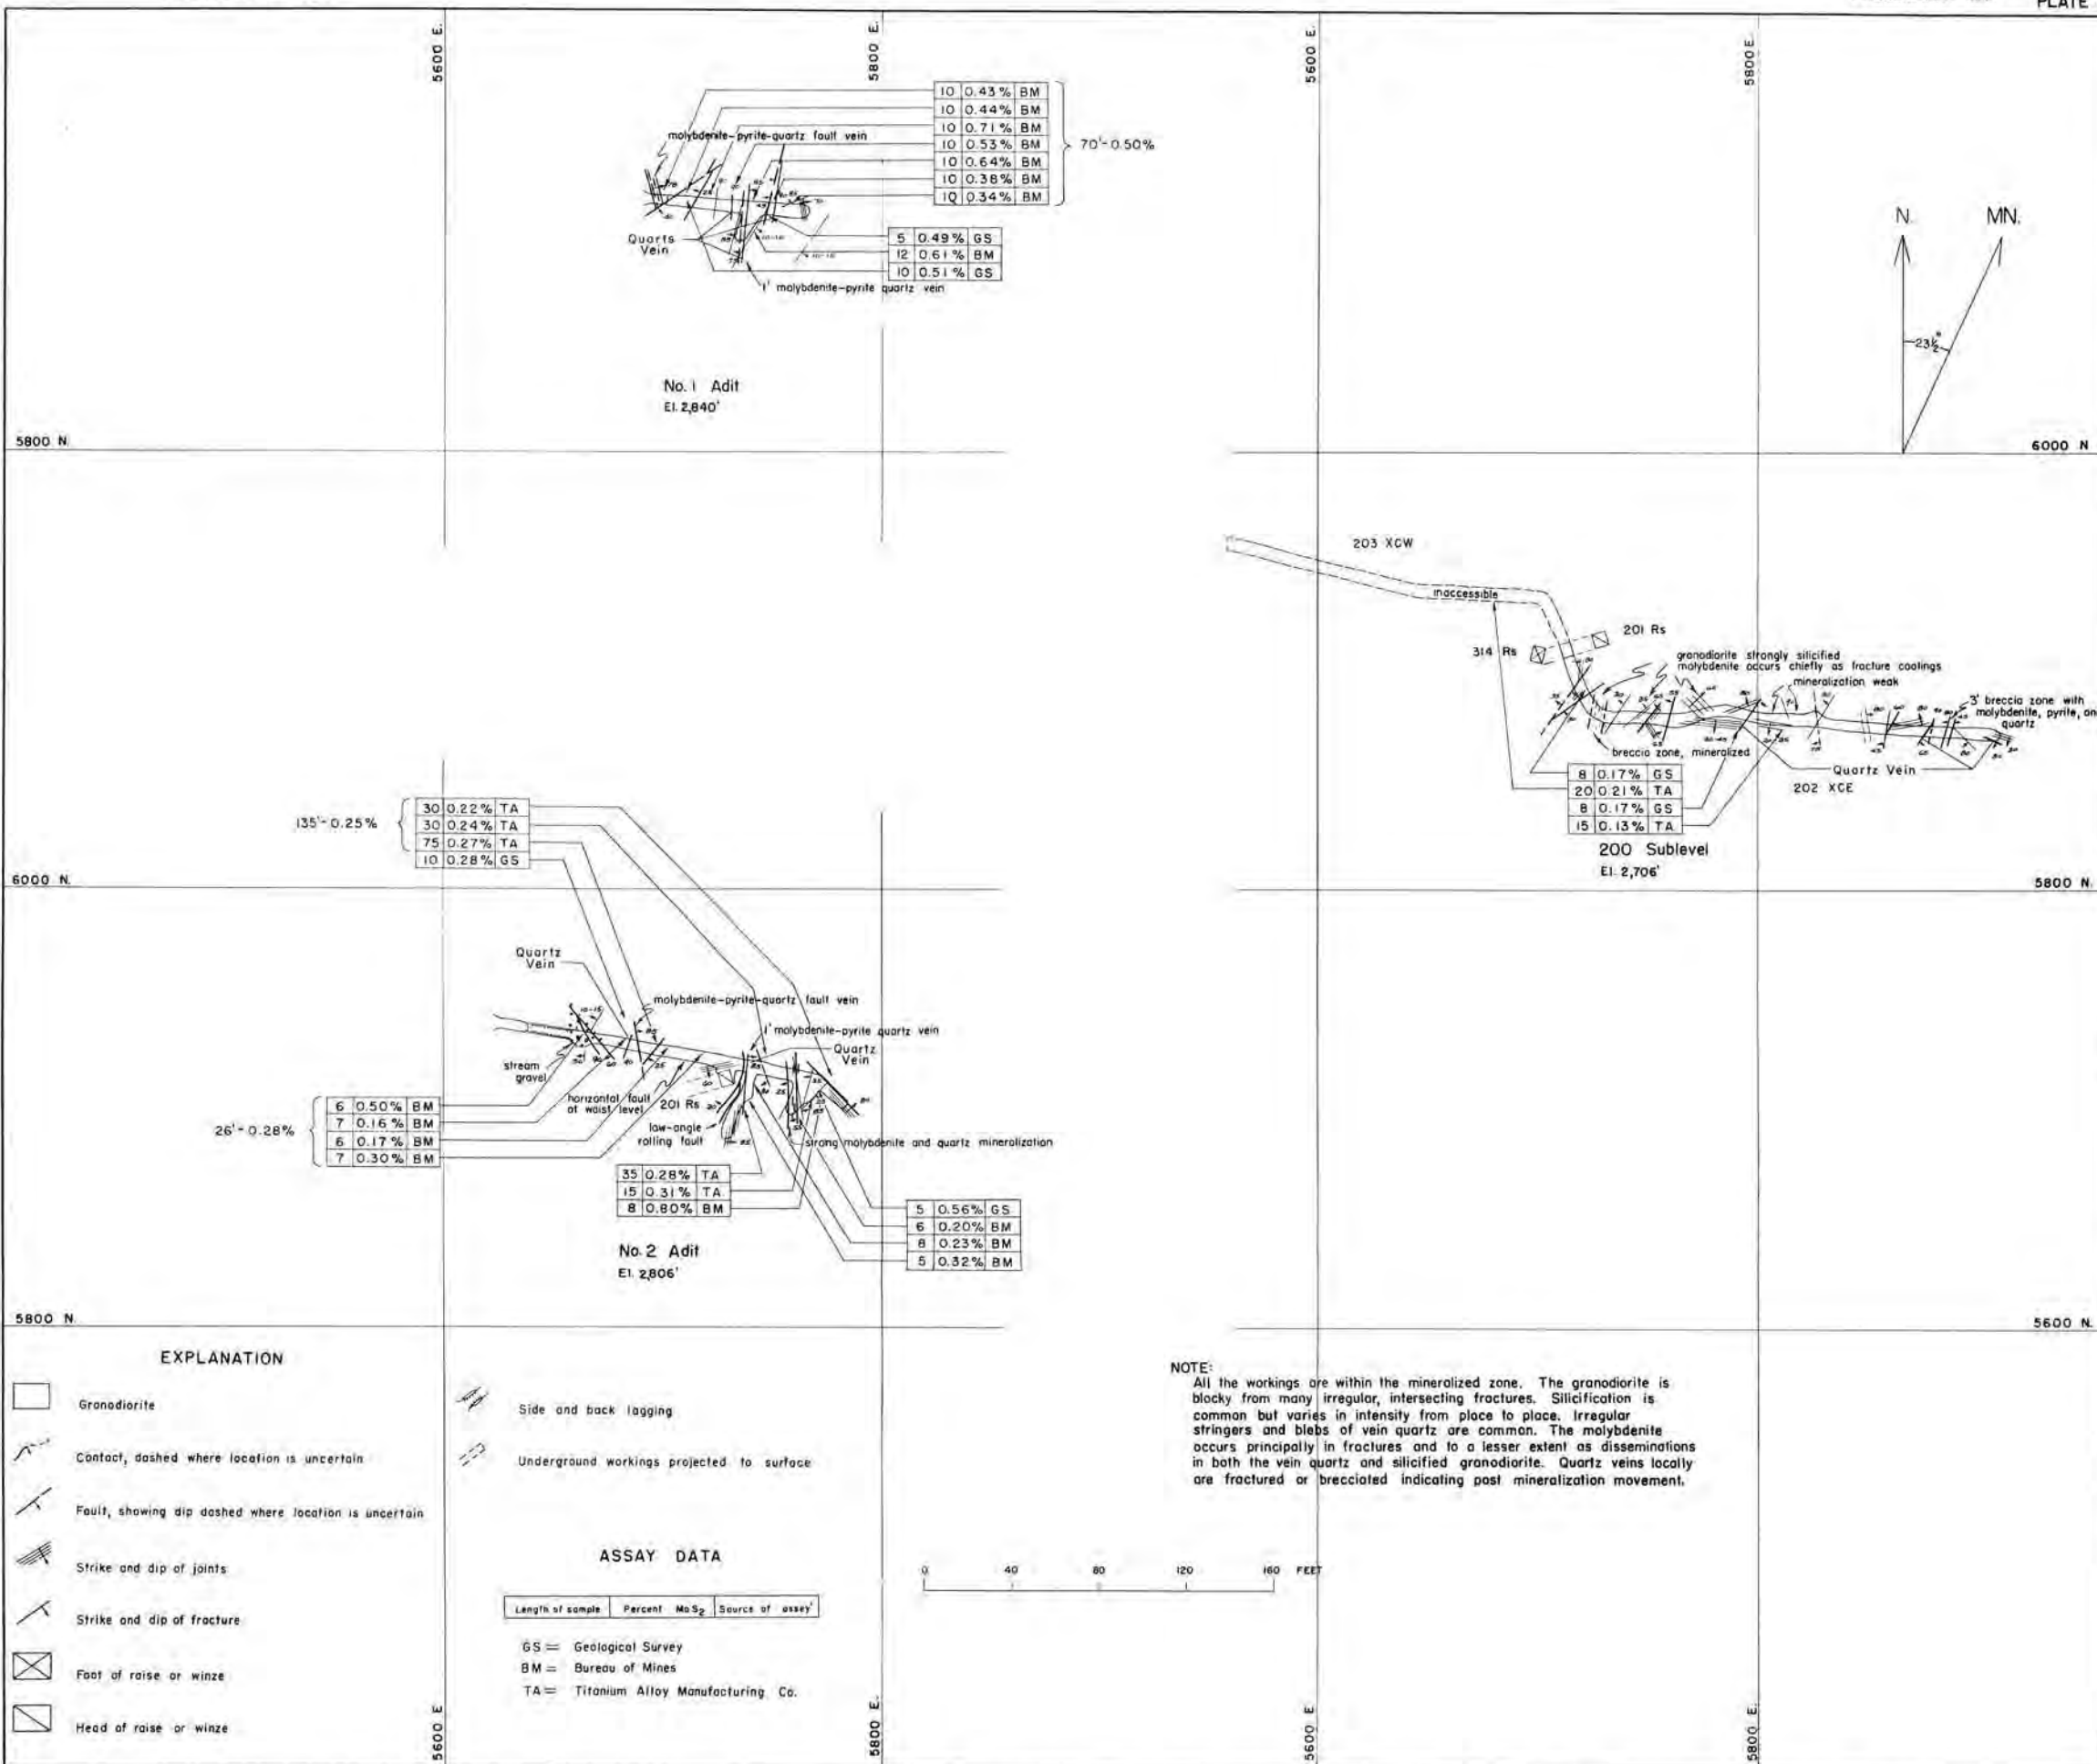 PLATE
5600 E.
5800 E.
5600 E.
5800 E.
10 0.43% BM
10 0.44% BM
10 0.71% BM
10 0.53% BM
10 0.64% BM
10 0.38% BM
10 0.34% BM
70'-0.50%
molybdenite-pyrite-quartz fault vein
Quarts
Vein
5 0.49% GS
12 0.61% BM
10 0.51% GS
1' molybdenite-pyrite quartz vein
No. 1 Adit
El. 2,840'
N. MN.
23½°
5800 N.
6000 N
203 XCW
inaccessible
201 Rs
314 Rs
granodiorite strongly silicified
molybdenite occurs chiefly as fracture coatings
mineralization weak
3' breccia zone with
molybdenite, pyrite, an
quartz
breccia zone, mineralized
Quartz Vein
202 XCE
8 0.17% GS
20 0.21% TA
8 0.17% GS
15 0.13% TA
200 Sublevel
El. 2,706'
135'-0.25%
30 0.22% TA
30 0.24% TA
75 0.27% TA
10 0.28% GS
6000 N.
5800 N.
Quartz
Vein
molybdenite-pyrite-quartz fault vein
1' molybdenite-pyrite quartz vein
Quartz
Vein
stream
gravel
horizontal fault
at waist level
201 Rs
low-angle
rolling fault
strong molybdenite and quartz mineralization
26'-0.28%
6 0.50% BM
7 0.16% BM
6 0.17% BM
7 0.30% BM
35 0.28% TA
15 0.31% TA
8 0.80% BM
5 0.56% GS
6 0.20% BM
8 0.23% BM
5 0.32% BM
No. 2 Adit
El. 2,806'
5800 N.
5600 N.
EXPLANATION
Granodiorite
Contact, dashed where location is uncertain
Fault, showing dip dashed where location is uncertain
Strike and dip of joints
Strike and dip of fracture
Foot of raise or winze
Head of raise or winze
Side and back lagging
Underground workings projected to surface
ASSAY DATA
Length of sample Percent MoS2 Source of assay
GS = Geological Survey
BM = Bureau of Mines
TA = Titanium Alloy Manufacturing Co.
0 40 80 120 160 FEET
NOTE:
All the workings are within the mineralized zone. The granodiorite is
blocky from many irregular, intersecting fractures. Silicification is
common but varies in intensity from place to place. Irregular
stringers and blebs of vein quartz are common. The molybdenite
occurs principally in fractures and to a lesser extent as disseminations
in both the vein quartz and silicified granodiorite. Quartz veins locally
are fractured or brecciated indicating post mineralization movement.
5600 E
5800 E.
5600 E
5800 E.